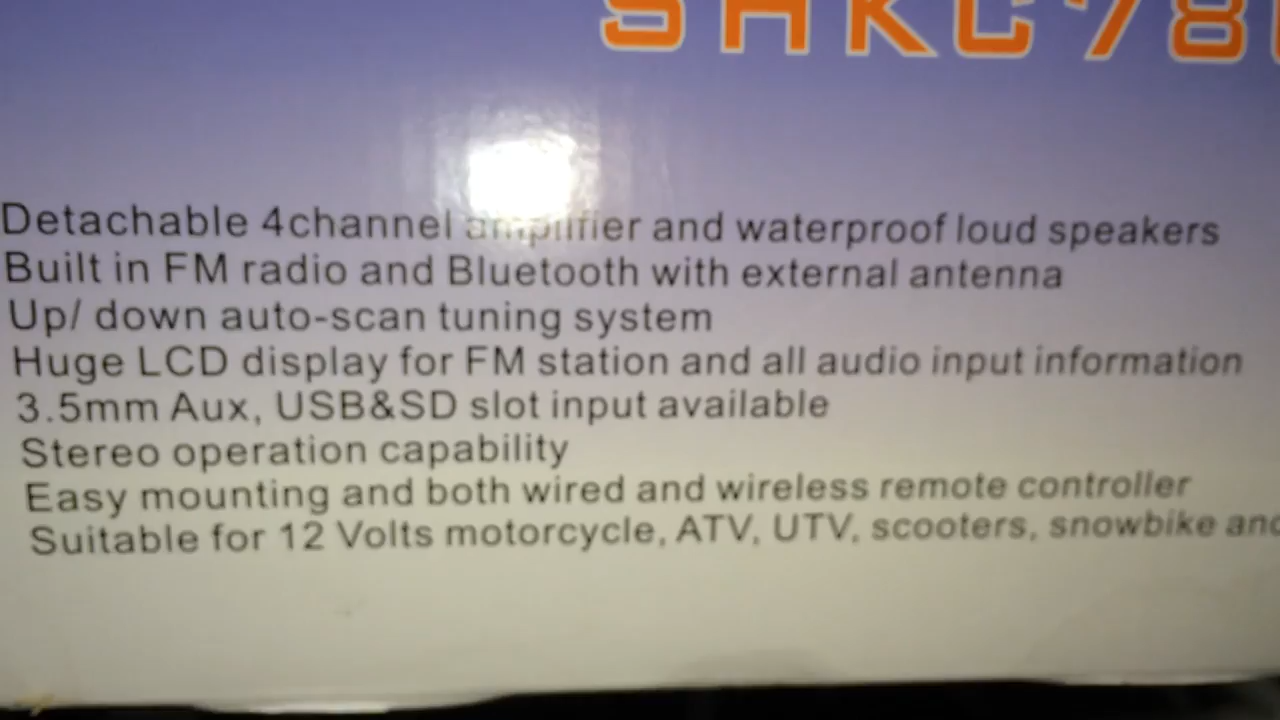 SHKC78
Detachable 4channel amplifier and waterproof loud speakers
Built in FM radio and Bluetooth with external antenna
Up/ down auto-scan tuning system
Huge LCD display for FM station and all audio input information
3.5mm Aux, USB&SD slot input available
Stereo operation capability
Easy mounting and both wired and wireless remote controller
Suitable for 12 Volts motorcycle, ATV, UTV, scooters, snowbike and